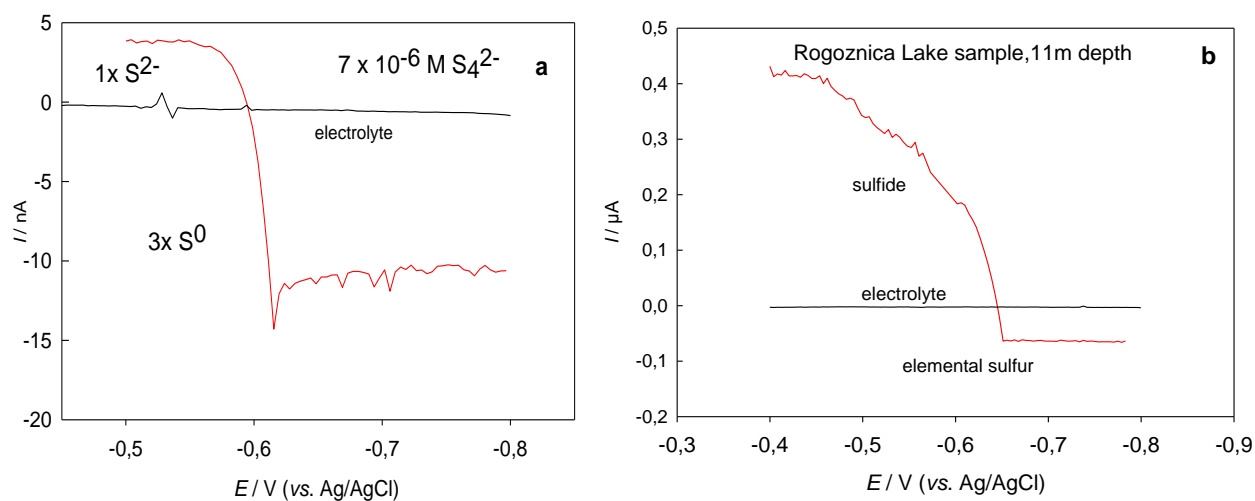 5
0
-5
-10
-15
-20
I / nA
1x S²⁻
7 x 10⁻⁶ M S₄²⁻
a
electrolyte
3x S⁰
-0,5
-0,6
-0,7
-0,8
E / V (vs. Ag/AgCl)
0,5
0,4
0,3
0,2
0,1
0,0
-0,1
-0,2
I / µA
Rogoznica Lake sample,11m depth
b
sulfide
electrolyte
elemental sulfur
-0,3
-0,4
-0,5
-0,6
-0,7
-0,8
-0,9
E / V (vs. Ag/AgCl)